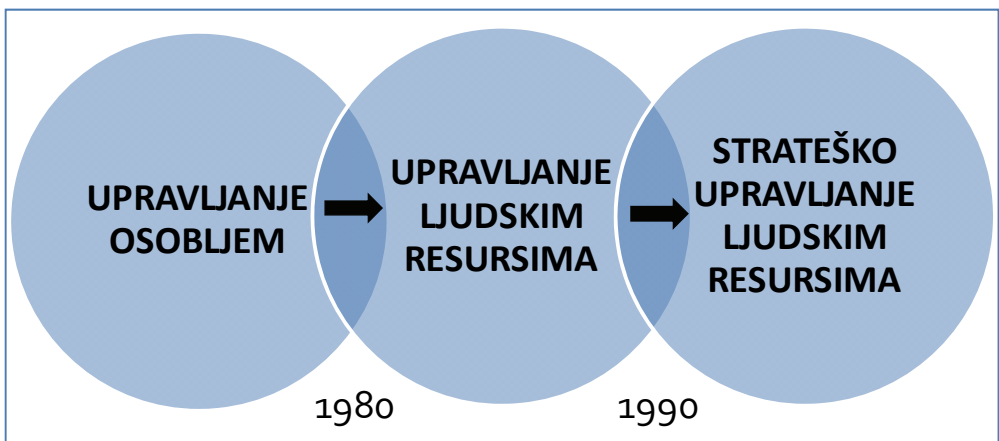 UPRAVLJANJE
OSOBLJEM
UPRAVLJANJE
LJUDSKIM
RESURSIMA
STRATEŠKO
UPRAVLJANJE
LJUDSKIM
RESURSIMA
1980
1990